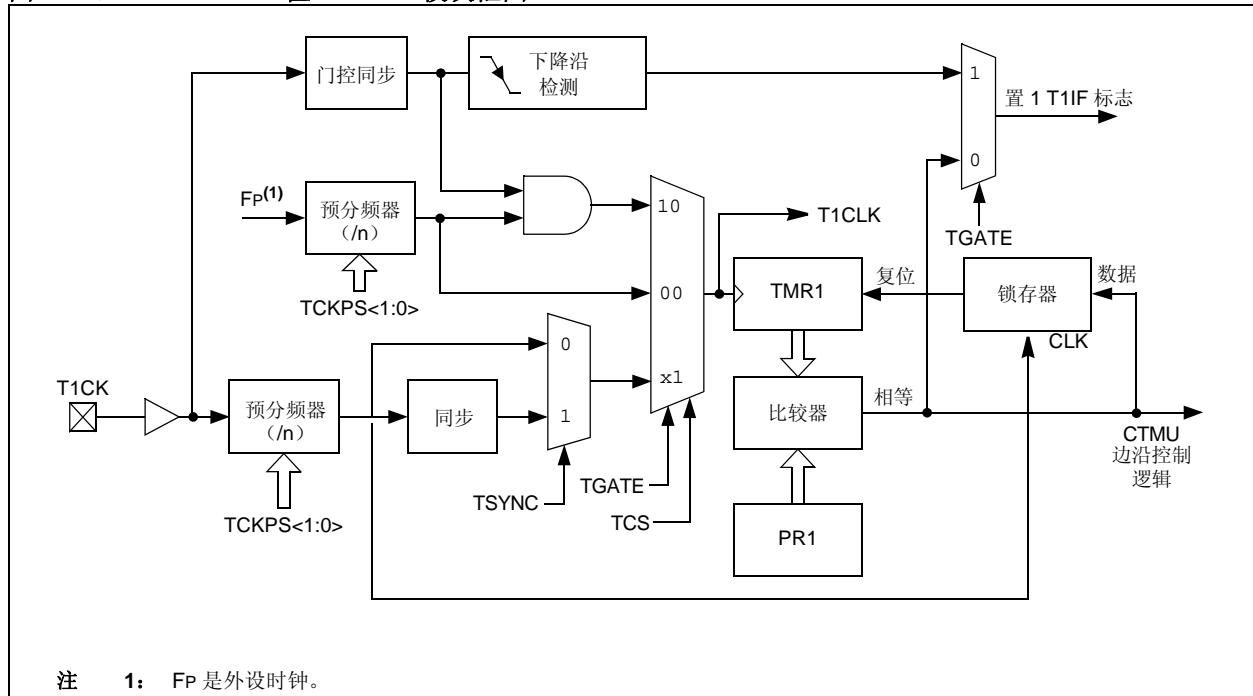 门控同步
下降沿
检测
1
置 1 T1IF 标志
0
FP(1)
预分频器
(/n)
10
T1CLK
TGATE
TCKPS<1:0>
00
TMR1
复位
锁存器
数据
CLK
0
T1CK
预分频器
(/n)
同步
1
x1
比较器
相等
CTMU
边沿控制
逻辑
TSYNC
TGATE
TCS
TCKPS<1:0>
PR1
注 1： FP 是外设时钟。